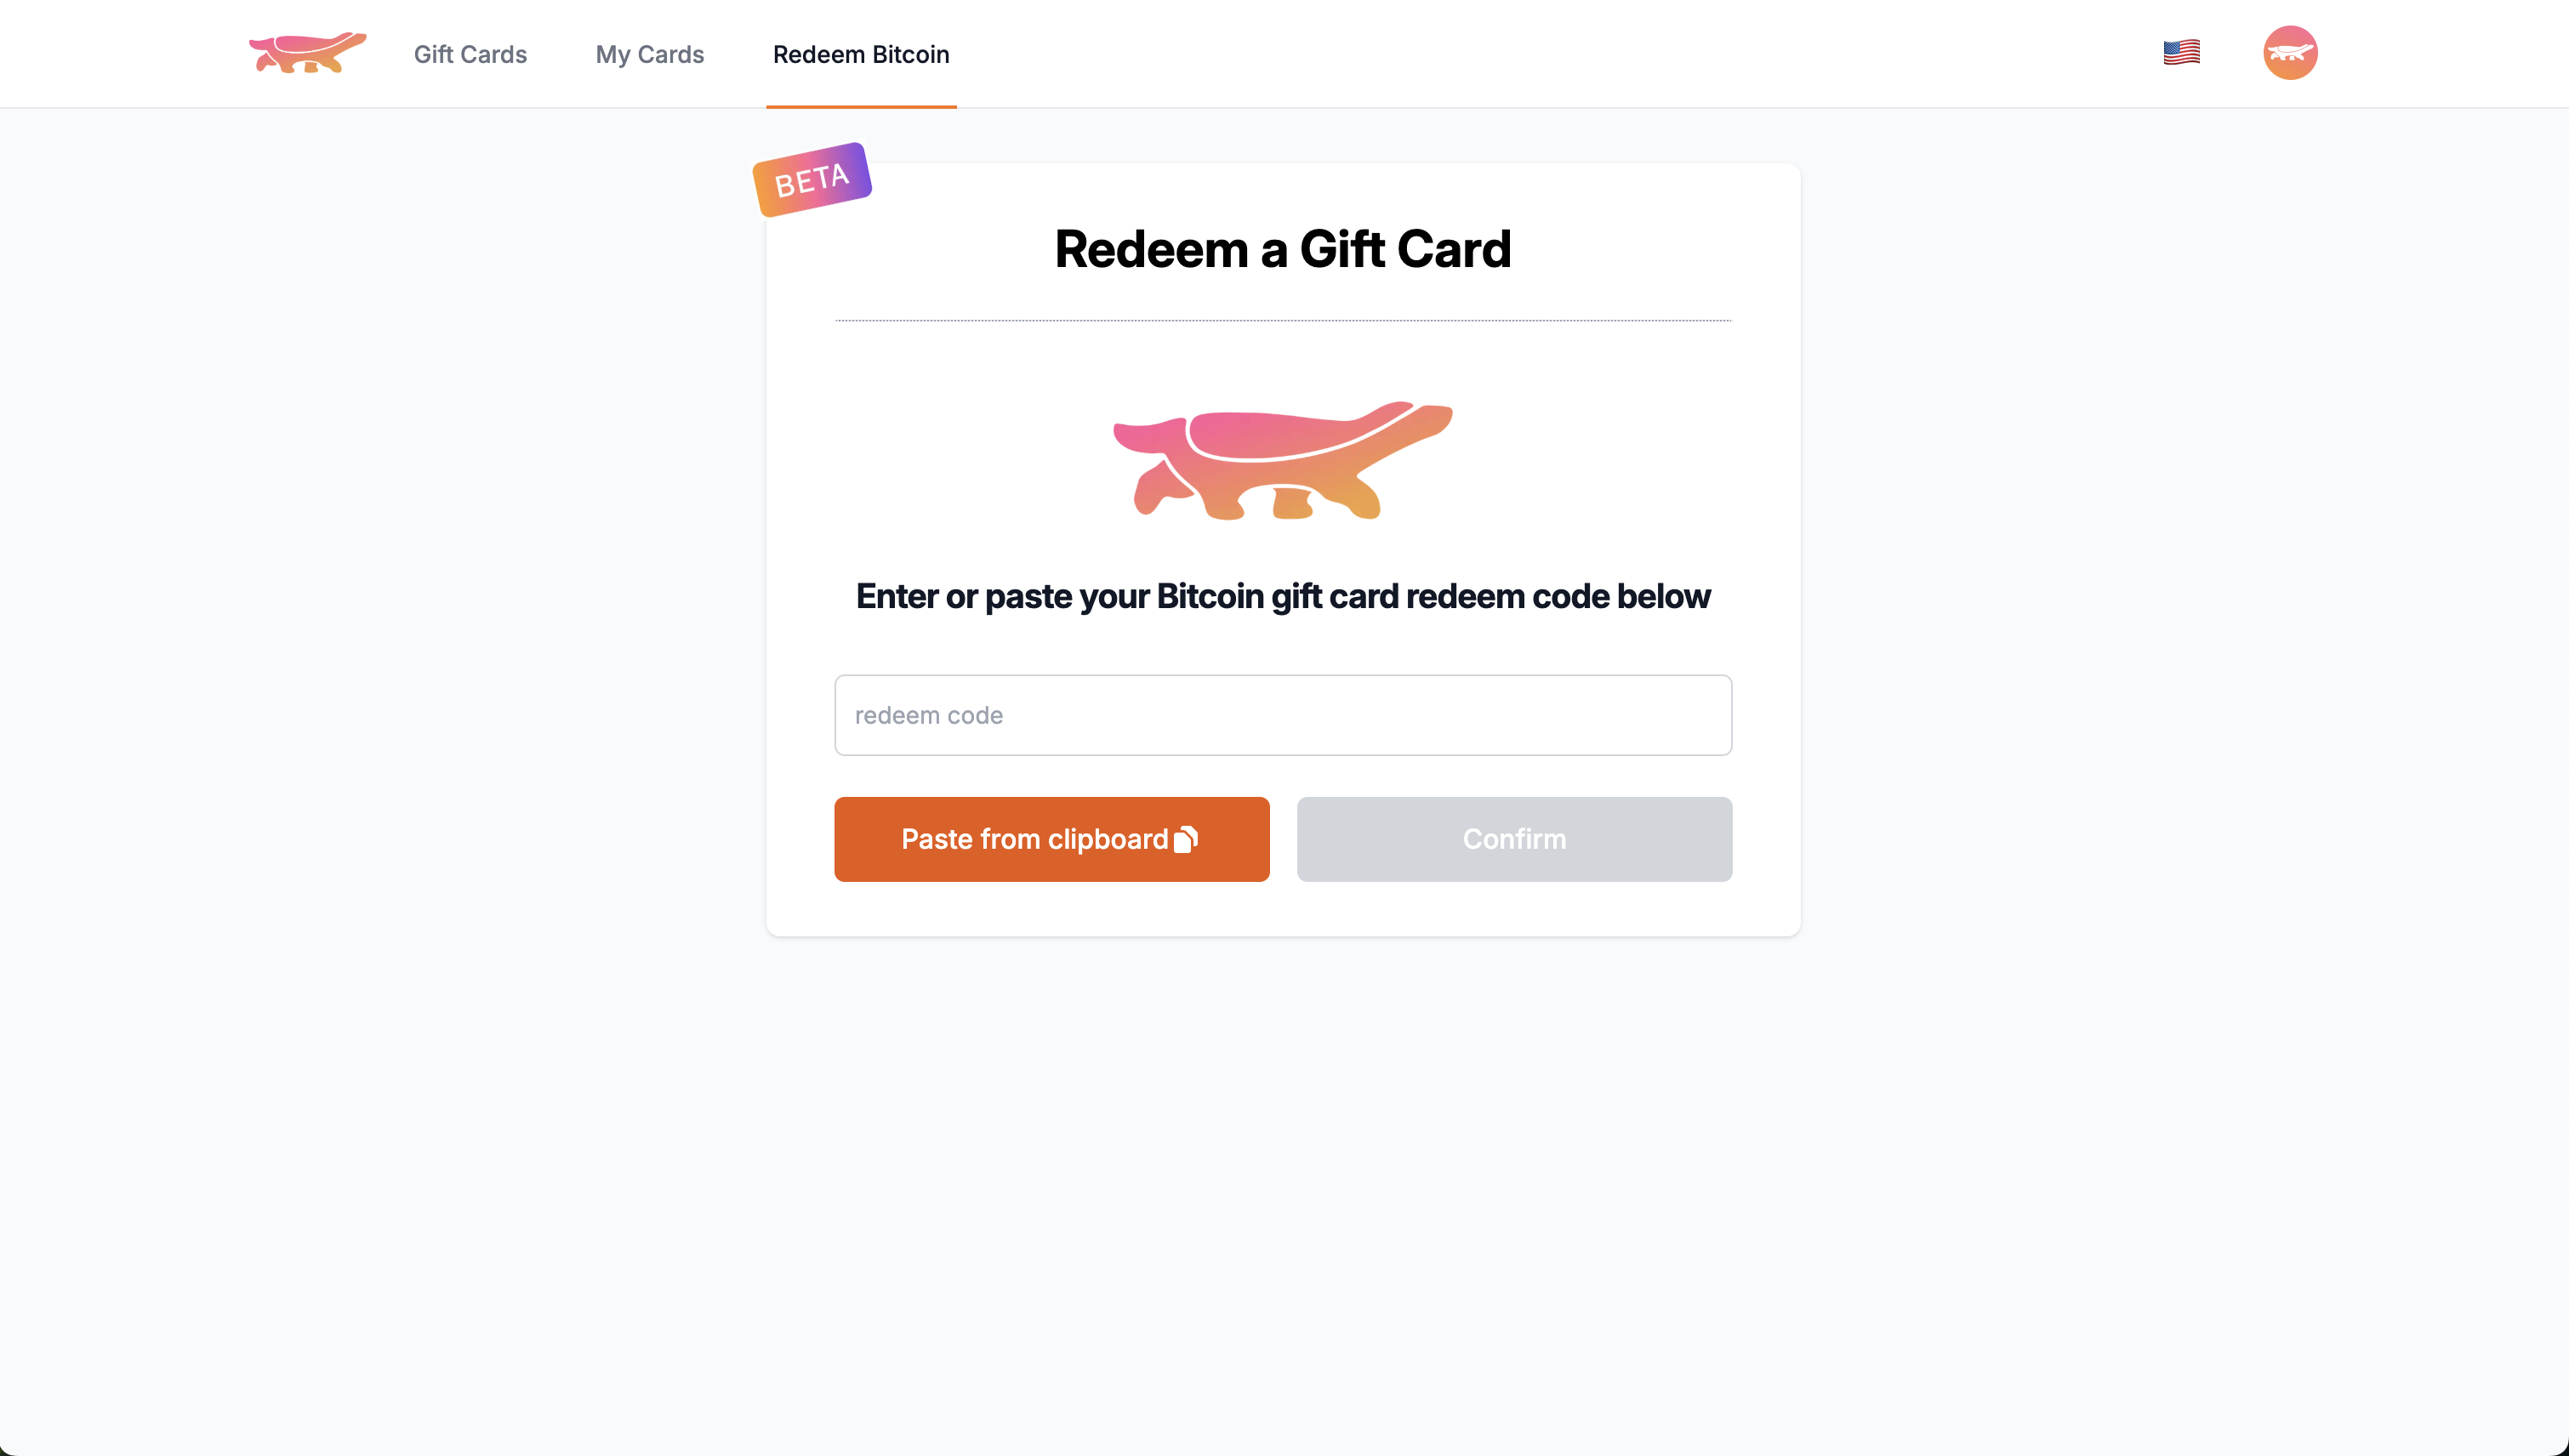 Gift Cards
My Cards
Redeem Bitcoin
BETA
Redeem a Gift Card
Enter or paste your Bitcoin gift card redeem code below
redeem code
Paste from clipboard
Confirm